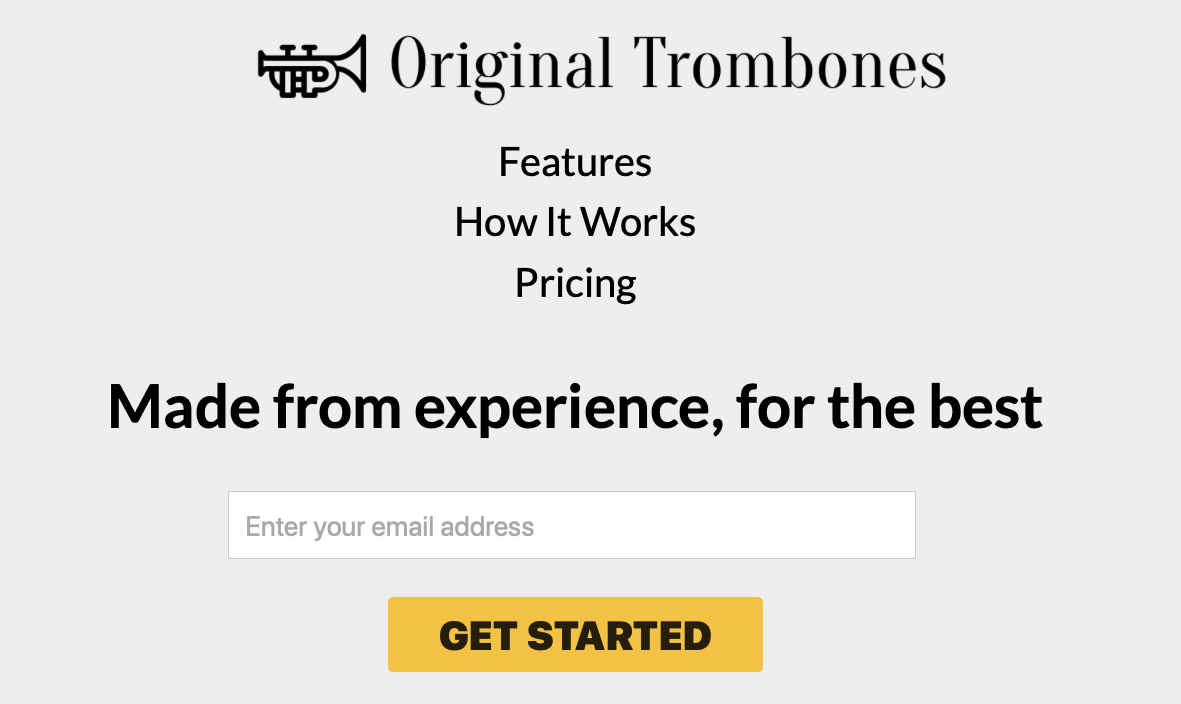 Original Trombones
Features
How It Works
Pricing
Made from experience, for the best
Enter your email address
GET STARTED